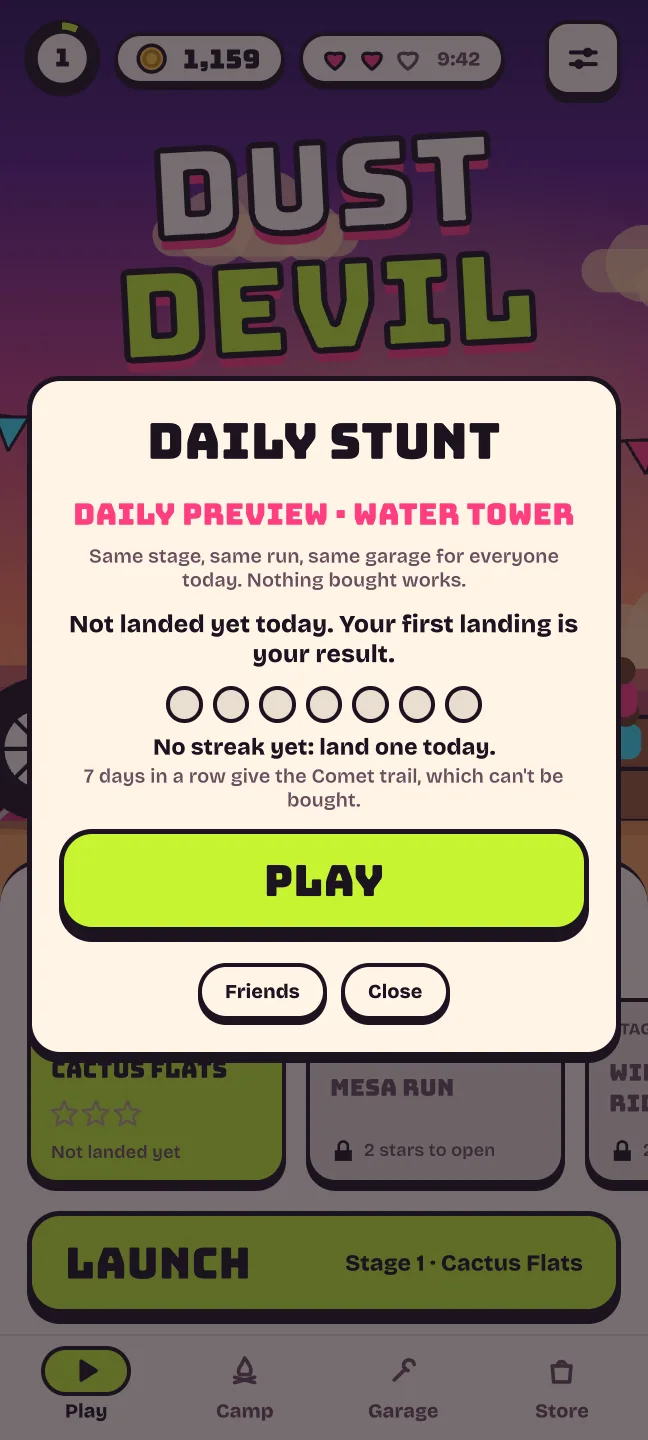 1
1,159
9:42
DUST
DEVIL
DAILY STUNT
DAILY PREVIEW · WATER TOWER
Same stage, same run, same garage for everyone
today. Nothing bought works.
Not landed yet today. Your first landing is
your result.
No streak yet: land one today.
7 days in a row give the Comet trail, which can't be
bought.
PLAY
Friends
Close
CACTUS FLATS
Not landed yet
MESA RUN
2 stars to open
LAUNCH
Stage 1 · Cactus Flats
Play
Camp
Garage
Store